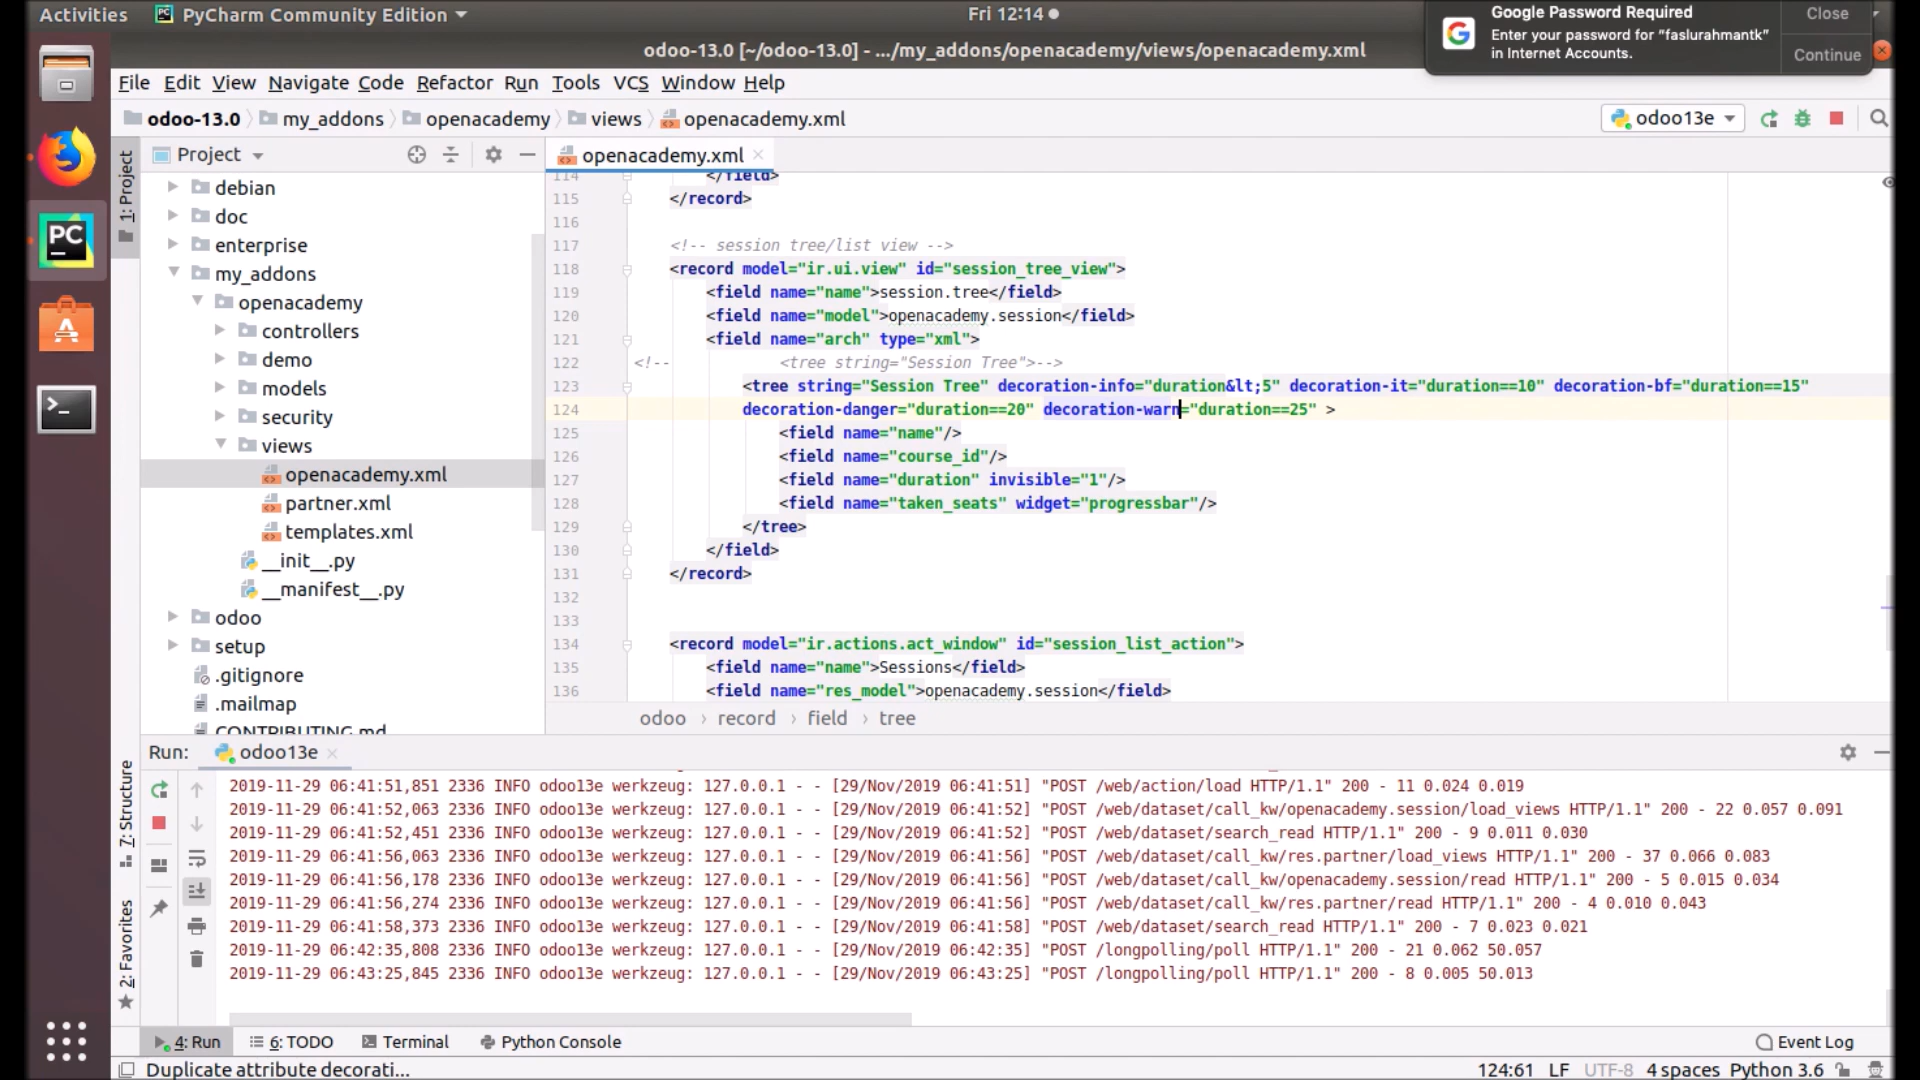 Activities PyCharm Community Edition Fri 12:14
Google Password Required
Enter your password for “faslurahmantk” in Internet Accounts.
Close
Continue
odoo-13.0 [~/odoo-13.0] - .../my_addons/openacademy/views/openacademy.xml
File Edit View Navigate Code Refactor Run Tools VCS Window Help
odoo-13.0 my_addons openacademy views openacademy.xml odoo13e
1: Project
Project
debian
doc
enterprise
my_addons
openacademy
controllers
demo
models
security
views
openacademy.xml
partner.xml
templates.xml
__init__.py
__manifest__.py
odoo
setup
.gitignore
.mailmap
CONTRIBUTING.md
openacademy.xml
114 </field>
115 </record>
116
117 <!-- session tree/list view -->
118 <record model="ir.ui.view" id="session_tree_view">
119 <field name="name">session.tree</field>
120 <field name="model">openacademy.session</field>
121 <field name="arch" type="xml">
122 <!-- <tree string="Session Tree">-->
123 <tree string="Session Tree" decoration-info="duration&lt;5" decoration-it="duration==10" decoration-bf="duration==15"
124 decoration-danger="duration==20" decoration-warn="duration==25" >
125 <field name="name"/>
126 <field name="course_id"/>
127 <field name="duration" invisible="1"/>
128 <field name="taken_seats" widget="progressbar"/>
129 </tree>
130 </field>
131 </record>
132
133
134 <record model="ir.actions.act_window" id="session_list_action">
135 <field name="name">Sessions</field>
136 <field name="res_model">openacademy.session</field>
odoo › record › field › tree
Run: odoo13e
7: Structure
2: Favorites
2019-11-29 06:41:51,851 2336 INFO odoo13e werkzeug: 127.0.0.1 - - [29/Nov/2019 06:41:51] "POST /web/action/load HTTP/1.1" 200 - 11 0.024 0.019
2019-11-29 06:41:52,063 2336 INFO odoo13e werkzeug: 127.0.0.1 - - [29/Nov/2019 06:41:52] "POST /web/dataset/call_kw/openacademy.session/load_views HTTP/1.1" 200 - 22 0.057 0.091
2019-11-29 06:41:52,451 2336 INFO odoo13e werkzeug: 127.0.0.1 - - [29/Nov/2019 06:41:52] "POST /web/dataset/search_read HTTP/1.1" 200 - 9 0.011 0.030
2019-11-29 06:41:56,063 2336 INFO odoo13e werkzeug: 127.0.0.1 - - [29/Nov/2019 06:41:56] "POST /web/dataset/call_kw/res.partner/load_views HTTP/1.1" 200 - 37 0.066 0.083
2019-11-29 06:41:56,178 2336 INFO odoo13e werkzeug: 127.0.0.1 - - [29/Nov/2019 06:41:56] "POST /web/dataset/call_kw/openacademy.session/read HTTP/1.1" 200 - 5 0.015 0.034
2019-11-29 06:41:56,274 2336 INFO odoo13e werkzeug: 127.0.0.1 - - [29/Nov/2019 06:41:56] "POST /web/dataset/call_kw/res.partner/read HTTP/1.1" 200 - 4 0.010 0.043
2019-11-29 06:41:58,373 2336 INFO odoo13e werkzeug: 127.0.0.1 - - [29/Nov/2019 06:41:58] "POST /web/dataset/search_read HTTP/1.1" 200 - 7 0.023 0.021
2019-11-29 06:42:35,808 2336 INFO odoo13e werkzeug: 127.0.0.1 - - [29/Nov/2019 06:42:35] "POST /longpolling/poll HTTP/1.1" 200 - 21 0.062 50.057
2019-11-29 06:43:25,845 2336 INFO odoo13e werkzeug: 127.0.0.1 - - [29/Nov/2019 06:43:25] "POST /longpolling/poll HTTP/1.1" 200 - 8 0.005 50.013
4: Run 6: TODO Terminal Python Console Event Log
Duplicate attribute decorati... 124:61 LF UTF-8 4 spaces Python 3.6